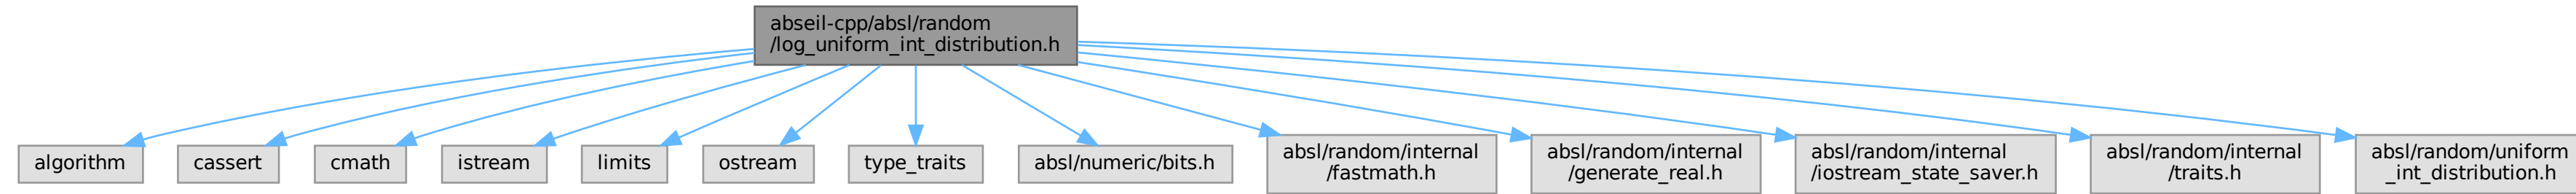 abseil-cpp/absl/random
/log_uniform_int_distribution.h
algorithm
cassert
cmath
istream
limits
ostream
type_traits
absl/numeric/bits.h
absl/random/internal
/fastmath.h
absl/random/internal
/generate_real.h
absl/random/internal
/iostream_state_saver.h
absl/random/internal
/traits.h
absl/random/uniform
_int_distribution.h